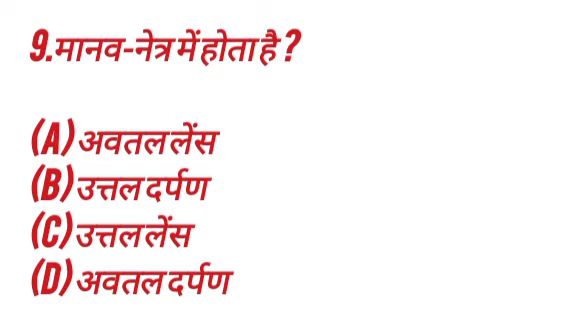 9.मानव-नेत्र में होता है ?
(A) अवतल लेंस
(B) उत्तल दर्पण
(C) उत्तल लेंस
(D) अवतल दर्पण